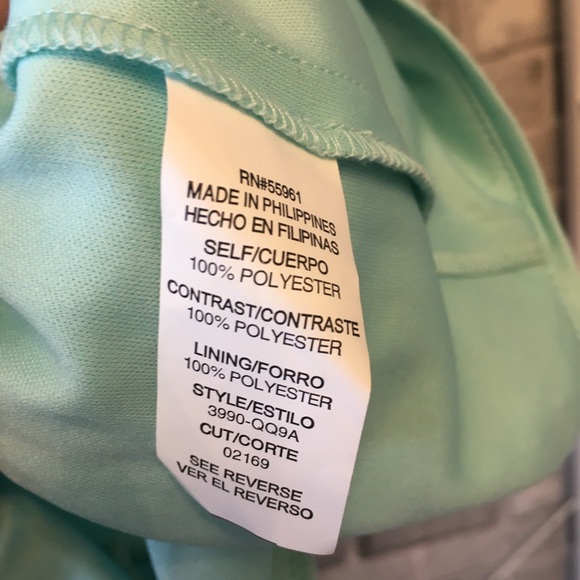 RN#55961
MADE IN PHILIPPINES
HECHO EN FILIPINAS
SELF/CUERPO
100% POLYESTER
CONTRAST/CONTRASTE
100% POLYESTER
LINING/FORRO
100% POLYESTER
STYLE/ESTILO
3990-QQ9A
CUT/CORTE
02169
SEE REVERSE
VER EL REVERSO